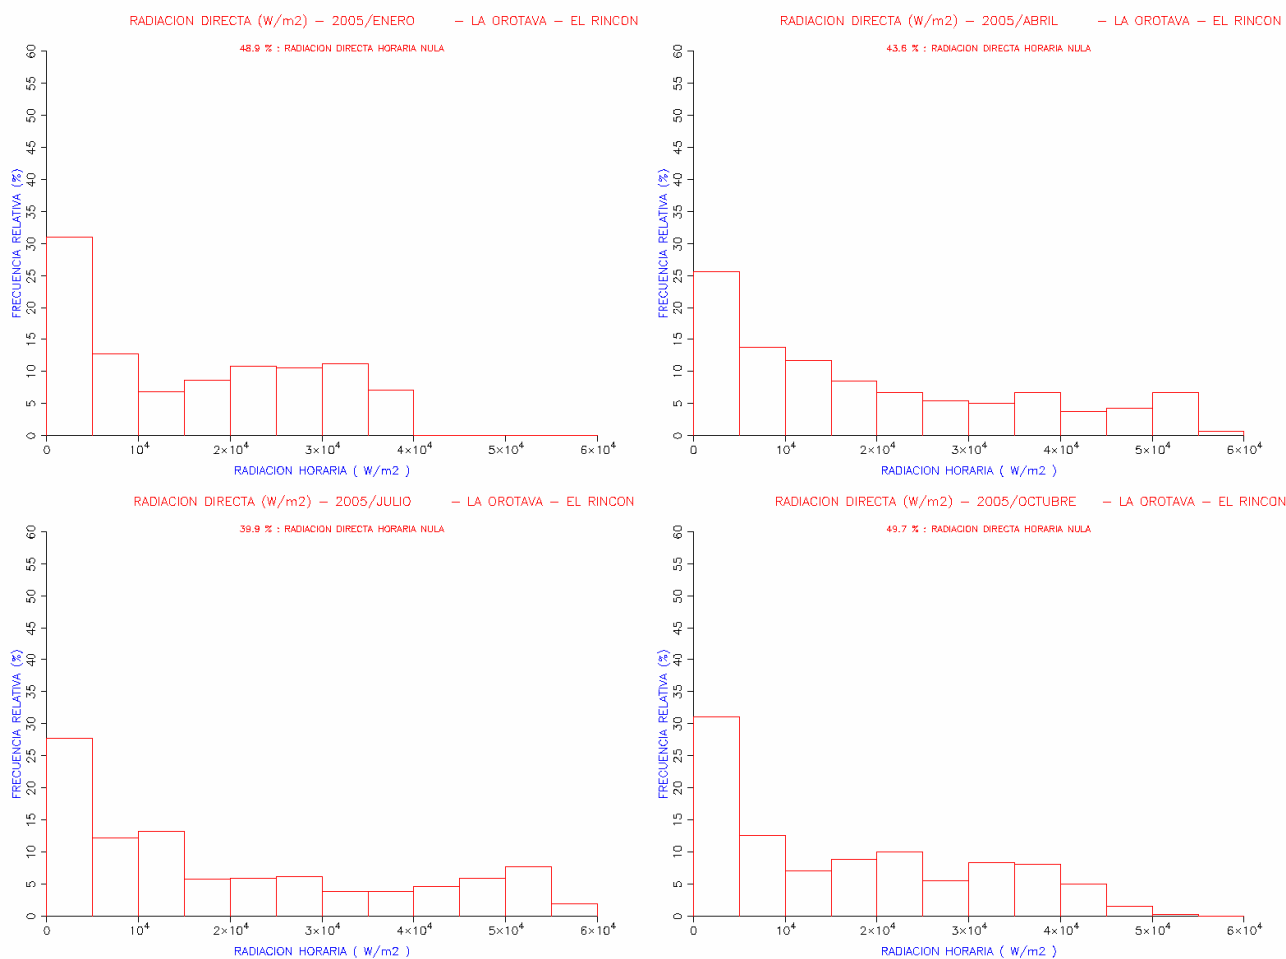 RADIACION DIRECTA (W/m2) – 2005/ENERO – LA OROTAVA – EL RINCON
48.9 % : RADIACION DIRECTA HORARIA NULA
FRECUENCIA RELATIVA (%)
60
55
50
45
40
35
30
25
20
15
10
5
0
0 10⁴ 2×10⁴ 3×10⁴ 4×10⁴ 5×10⁴ 6×10⁴
RADIACION HORARIA ( W/m2 )
RADIACION DIRECTA (W/m2) – 2005/ABRIL – LA OROTAVA – EL RINCON
43.6 % : RADIACION DIRECTA HORARIA NULA
FRECUENCIA RELATIVA (%)
60
55
50
45
40
35
30
25
20
15
10
5
0
0 10⁴ 2×10⁴ 3×10⁴ 4×10⁴ 5×10⁴ 6×10⁴
RADIACION HORARIA ( W/m2 )
RADIACION DIRECTA (W/m2) – 2005/JULIO – LA OROTAVA – EL RINCON
39.9 % : RADIACION DIRECTA HORARIA NULA
FRECUENCIA RELATIVA (%)
60
55
50
45
40
35
30
25
20
15
10
5
0
0 10⁴ 2×10⁴ 3×10⁴ 4×10⁴ 5×10⁴ 6×10⁴
RADIACION HORARIA ( W/m2 )
RADIACION DIRECTA (W/m2) – 2005/OCTUBRE – LA OROTAVA – EL RINCON
49.7 % : RADIACION DIRECTA HORARIA NULA
FRECUENCIA RELATIVA (%)
60
55
50
45
40
35
30
25
20
15
10
5
0
0 10⁴ 2×10⁴ 3×10⁴ 4×10⁴ 5×10⁴ 6×10⁴
RADIACION HORARIA ( W/m2 )